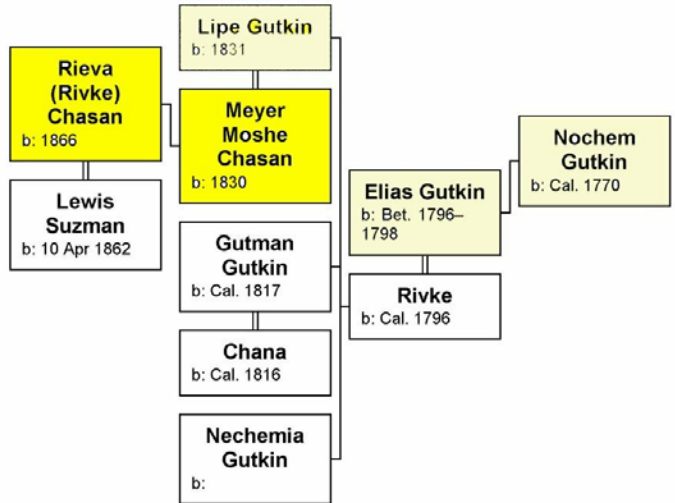 Lipe Gutkin
b: 1831
Rieva
(Rivke)
Chasan
b: 1866
Meyer
Moshe
Chasan
b: 1830
Nochem
Gutkin
b: Cal. 1770
Elias Gutkin
b: Bet. 1796–
1798
Lewis
Suzman
b: 10 Apr 1862
Gutman
Gutkin
b: Cal. 1817
Rivke
b: Cal. 1796
Chana
b: Cal. 1816
Nechemia
Gutkin
b: